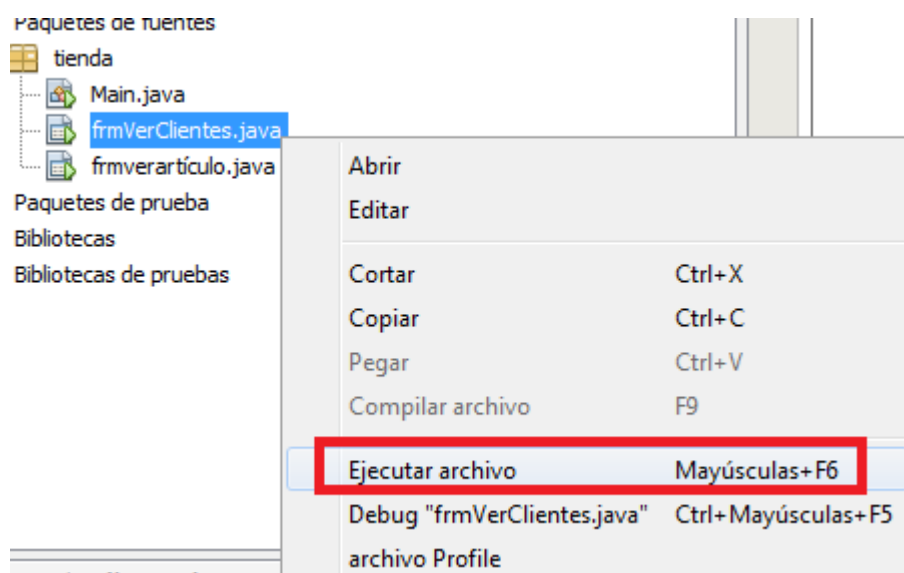 Paquetes de fuentes
tienda
Main.java
frmVerClientes.java
frmverartículo.java
Paquetes de prueba
Bibliotecas
Bibliotecas de pruebas
Abrir
Editar
Cortar Ctrl+X
Copiar Ctrl+C
Pegar Ctrl+V
Compilar archivo F9
Ejecutar archivo Mayúsculas+F6
Debug "frmVerClientes.java" Ctrl+Mayúsculas+F5
archivo Profile